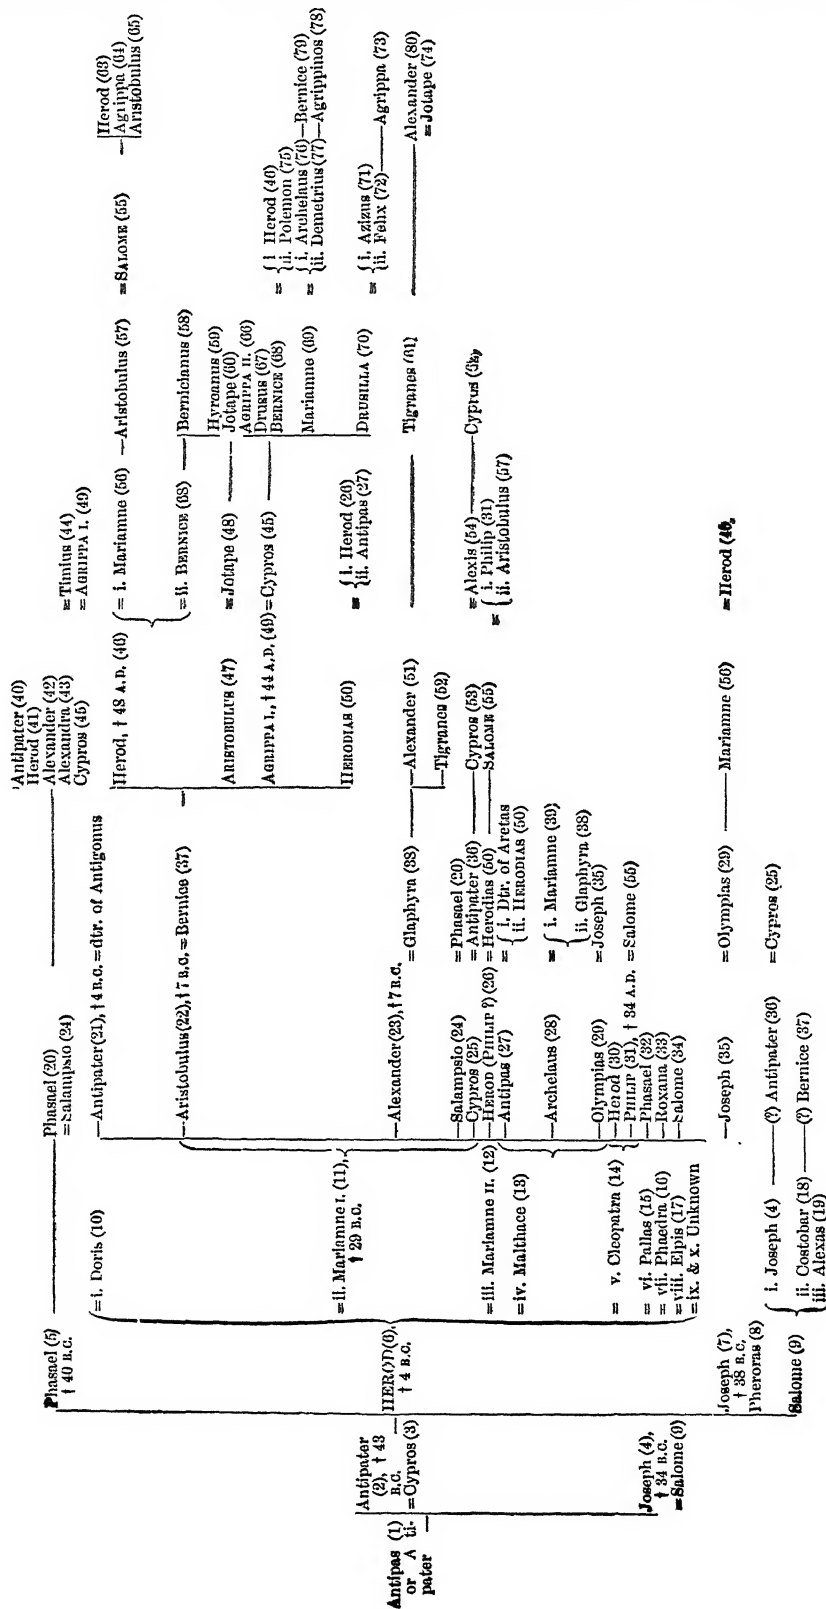 Antipas (1)
or A ti-
pater
Antipater
(2), † 43
B.C.
=Cypros (3)
Joseph (4),
† 34 B.C.
=Salome (9)
Phasael (5)
† 40 B.C.
HEROD(6),
† 4 B.C.
Joseph (7),
† 38 B.C.
Pheroras (8)
Salome (9)
=i. Doris (10)
=ii. Mariamne I. (11),
† 29 B.C.
=iii. Mariamne II. (12)
=iv. Malthace (13)
= v. Cleopatra (14)
= vi. Pallas (15)
= vii. Phaedra (16)
=viii. Elpis (17)
=ix. & x. Unknown
i. Joseph (4)
ii. Costobar (18)
iii. Alexas (19)
Phasael (20)
=Salampsio (24)
Antipater (21), † 4 B.C. =dtr. of Antigonus
Aristobulus (22), † 7 B.C. =Bernice (37)
Alexander (23), † 7 B.C. =Glaphyra (38)
Salampsio (24) =Phasael (20)
Cypros (25) =Antipater (36)
HEROD (PHILIP ?) (26) =Herodias (50)
Antipas (27) = { i. Dtr. of Aretas
ii. HERODIAS (50)
Archelaus (28) = { i. Mariamne (39)
ii. Glaphyra (38)
Olympias (29) =Joseph (35)
Herod (30)
PHILIP (31), † 34 A.D. =Salome (55)
Phasael (32)
Roxana (33)
Salome (34)
Joseph (35) =Olympias (29)
(?) Antipater (36) =Cypros (25)
(?) Bernice (37)
Antipater (40)
Herod (41)
Alexander (42)
Alexandra (43) =Timius (44)
Cypros (45) =AGRIPPA I. (49)
Herod, † 48 A.D. (46) { = i. Mariamne (56)
=ii. BERNICE (68)
ARISTOBULUS (47) =Jotape (48)
AGRIPPA I., † 44 A.D. (49) =Cypros (45)
HERODIAS (50) = { i. Herod (26)
ii. Antipas (27)
Alexander (51)
Tigranes (52)
Cypros (53) =Alexis (54)
SALOME (55) = { i. Philip (31)
ii. Aristobulus (57)
Mariamne (56) =Herod (46)
Aristobulus (57) =SALOME (55)
Bernicianus (58)
Hyrcanus (59)
Jotape (60)
AGRIPPA II. (66)
Drusus (67)
BERNICE (68) = { i Herod (46)
ii. Polemon (75)
Mariamne (69) = { i. Archelaus (76)—Bernice (79)
ii. Demetrius (77)—Agrippinos (78)
DRUSILLA (70) = { i. Azizus (71)
ii. Felix (72)—Agrippa (73)
Tigranes (61)
Alexander (80)
=Jotape (74)
Cypros
Herod (63)
Agrippa (64)
Aristobulus (65)